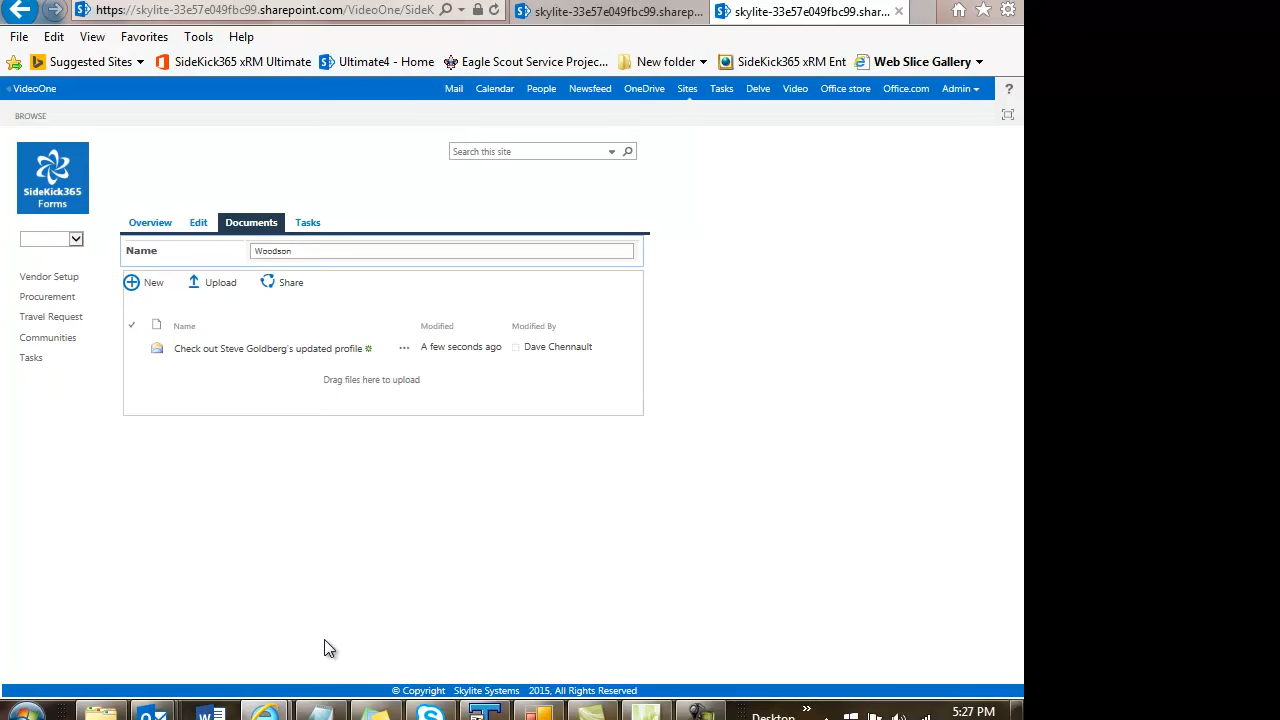 https://skylite-33e57e049fbc99.sharepoint.com/VideoOne/SideK
skylite-33e57e049fbc99.sharep...
skylite-33e57e049fbc99.shar...
File Edit View Favorites Tools Help
Suggested Sites SideKick365 xRM Ultimate Ultimate4 - Home Eagle Scout Service Projec... New folder SideKick365 xRM Ent Web Slice Gallery
VideoOne Mail Calendar People Newsfeed OneDrive Sites Tasks Delve Video Office store Office.com Admin ?
BROWSE
Search this site
SideKick365
Forms
Overview Edit Documents Tasks
Name Woodson
Vendor Setup
Procurement
Travel Request
Communities
Tasks
New Upload Share
Name Modified Modified By
Check out Steve Goldberg's updated profile ... A few seconds ago Dave Chennault
Drag files here to upload
© Copyright Skylite Systems 2015, All Rights Reserved
Desktop » 5:27 PM